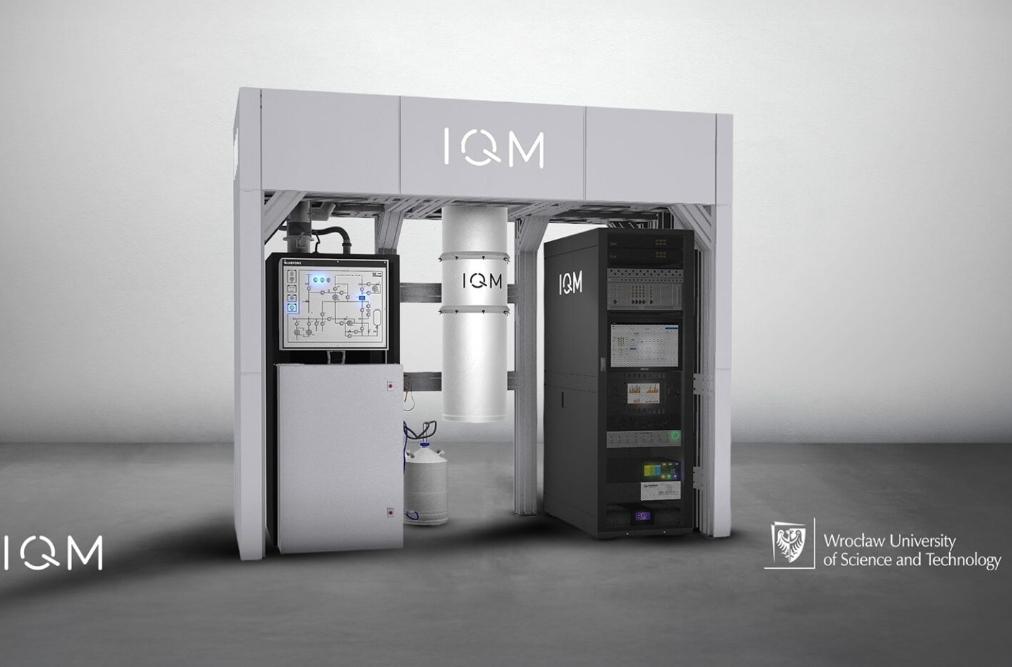 IQM
IQM
IQM
IQM
Wrocław University
of Science and Technology